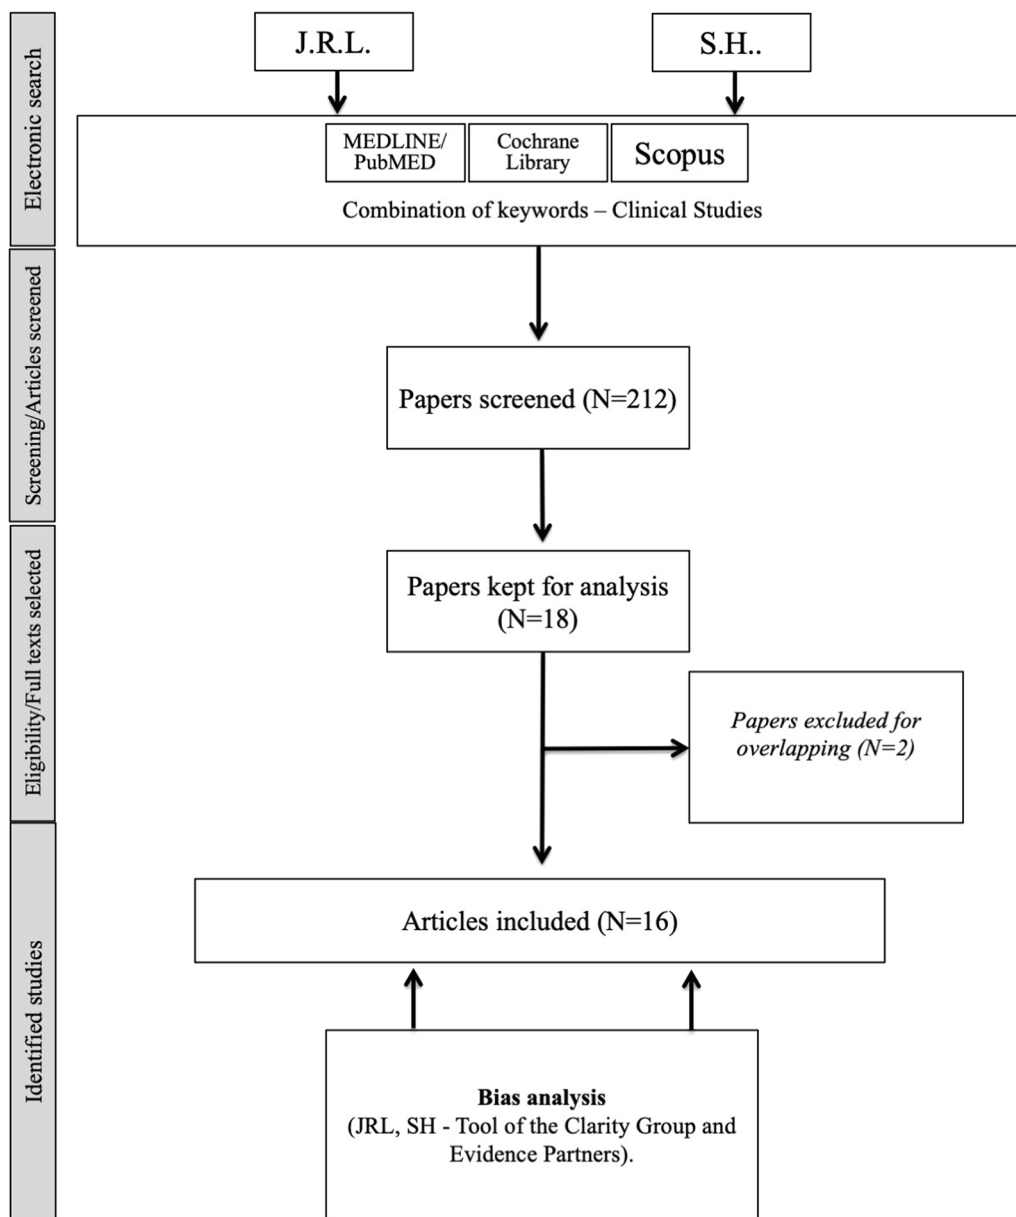 J.R.L.
S.H..
Electronic search
MEDLINE/
PubMED
Cochrane
Library
Scopus
Combination of keywords – Clinical Studies
Screening/Articles screened
Papers screened (N=212)
Eligibility/Full texts selected
Papers kept for analysis
(N=18)
Papers excluded for
overlapping (N=2)
Identified studies
Articles included (N=16)
Bias analysis
(JRL, SH - Tool of the Clarity Group and
Evidence Partners).